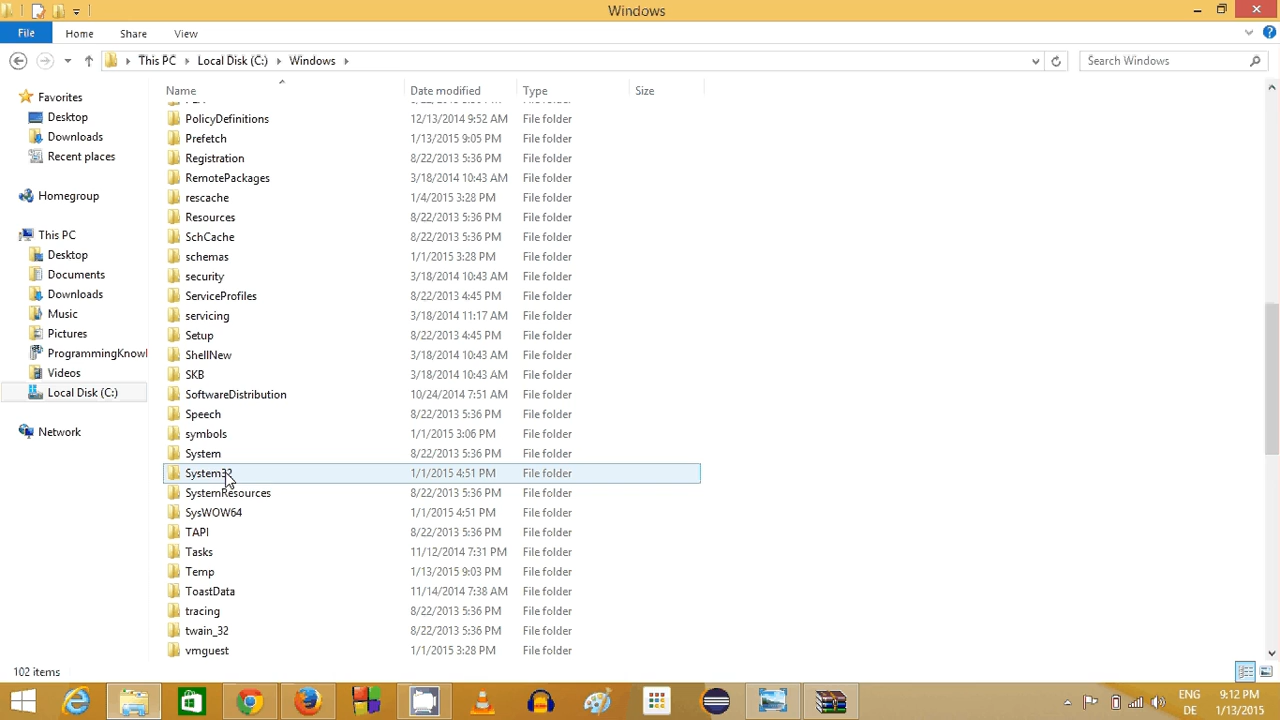 Windows
File Home Share View
This PC Local Disk (C:) Windows Search Windows
Name Date modified Type Size
PolicyDefinitions 12/13/2014 9:52 AM File folder
Prefetch 1/13/2015 9:05 PM File folder
Registration 8/22/2013 5:36 PM File folder
RemotePackages 3/18/2014 10:43 AM File folder
rescache 1/4/2015 3:28 PM File folder
Resources 8/22/2013 5:36 PM File folder
SchCache 8/22/2013 5:36 PM File folder
schemas 1/1/2015 3:28 PM File folder
security 3/18/2014 10:43 AM File folder
ServiceProfiles 8/22/2013 4:45 PM File folder
servicing 3/18/2014 11:17 AM File folder
Setup 8/22/2013 4:45 PM File folder
ShellNew 3/18/2014 10:43 AM File folder
SKB 3/18/2014 10:43 AM File folder
SoftwareDistribution 10/24/2014 7:51 AM File folder
Speech 8/22/2013 5:36 PM File folder
symbols 1/1/2015 3:06 PM File folder
System 8/22/2013 5:36 PM File folder
System32 1/1/2015 4:51 PM File folder
SystemResources 8/22/2013 5:36 PM File folder
SysWOW64 1/1/2015 4:51 PM File folder
TAPI 8/22/2013 5:36 PM File folder
Tasks 11/12/2014 7:31 PM File folder
Temp 1/13/2015 9:03 PM File folder
ToastData 11/14/2014 7:38 AM File folder
tracing 8/22/2013 5:36 PM File folder
twain_32 8/22/2013 5:36 PM File folder
vmguest 1/1/2015 3:28 PM File folder
Favorites
Desktop
Downloads
Recent places
Homegroup
This PC
Desktop
Documents
Downloads
Music
Pictures
ProgrammingKnowl
Videos
Local Disk (C:)
Network
102 items
ENG 9:12 PM
DE 1/13/2015